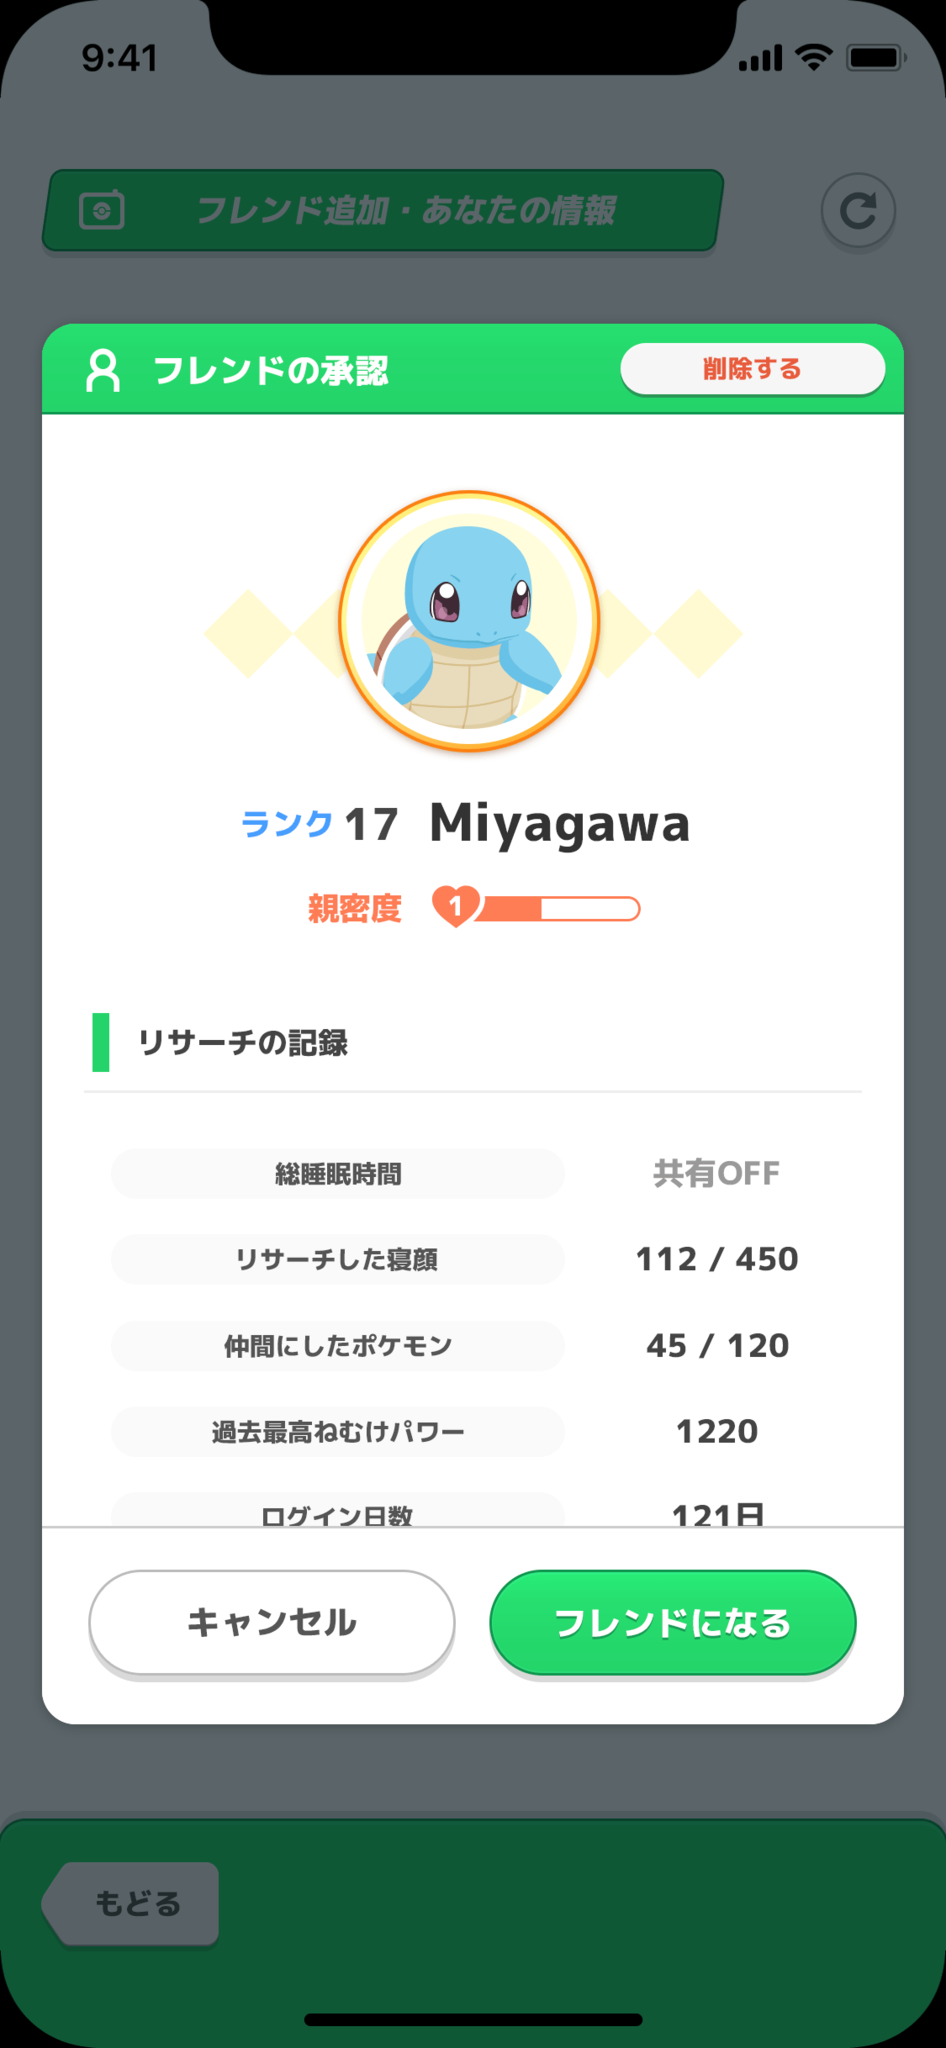 9:41
フレンド追加・あなたの情報
フレンドの承認
削除する
ランク 17 Miyagawa
親密度 1
リサーチの記録
総睡眠時間 共有OFF
リサーチした寝顔 112 / 450
仲間にしたポケモン 45 / 120
過去最高ねむけパワー 1220
ログイン日数 121日
キャンセル フレンドになる
もどる